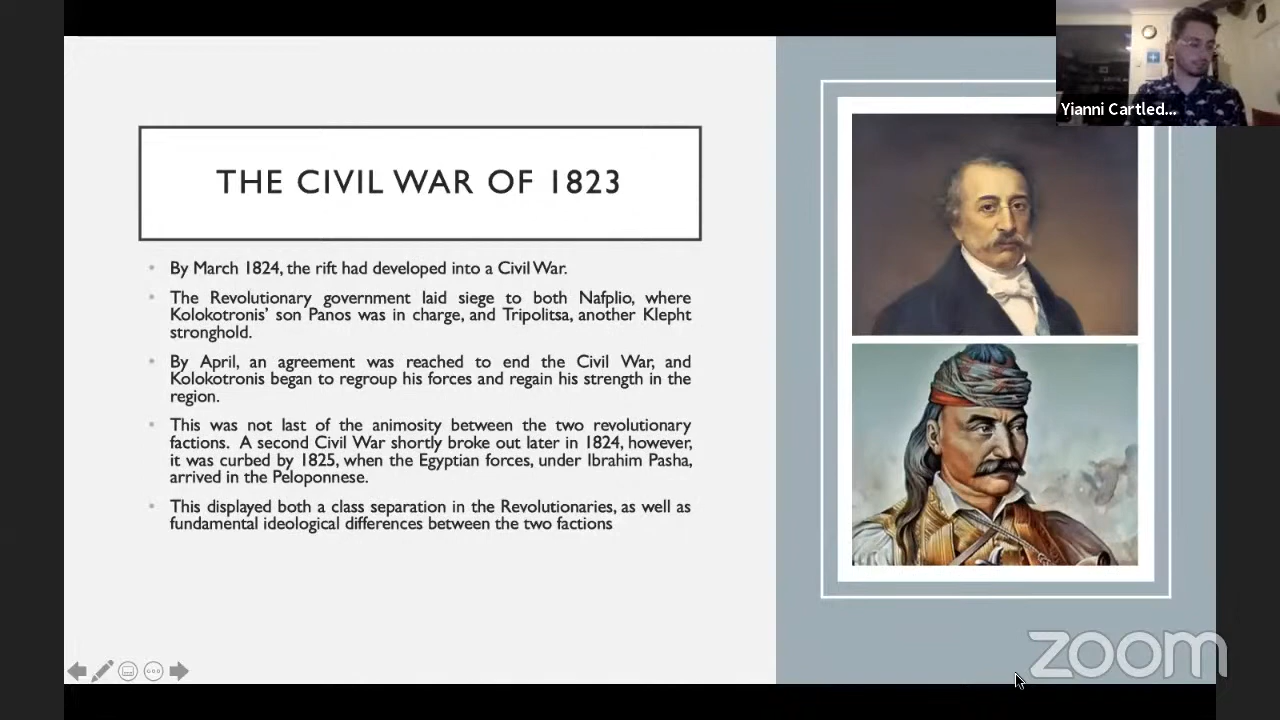 Yianni Cartled...
THE CIVIL WAR OF 1823
By March 1824, the rift had developed into a Civil War.
The Revolutionary government laid siege to both Nafplio, where
Kolokotronis' son Panos was in charge, and Tripolitsa, another Klepht
stronghold.
By April, an agreement was reached to end the Civil War, and
Kolokotronis began to regroup his forces and regain his strength in the
region.
This was not last of the animosity between the two revolutionary
factions. A second Civil War shortly broke out later in 1824, however,
it was curbed by 1825, when the Egyptian forces, under Ibrahim Pasha,
arrived in the Peloponnese.
This displayed both a class separation in the Revolutionaries, as well as
fundamental ideological differences between the two factions
zoom